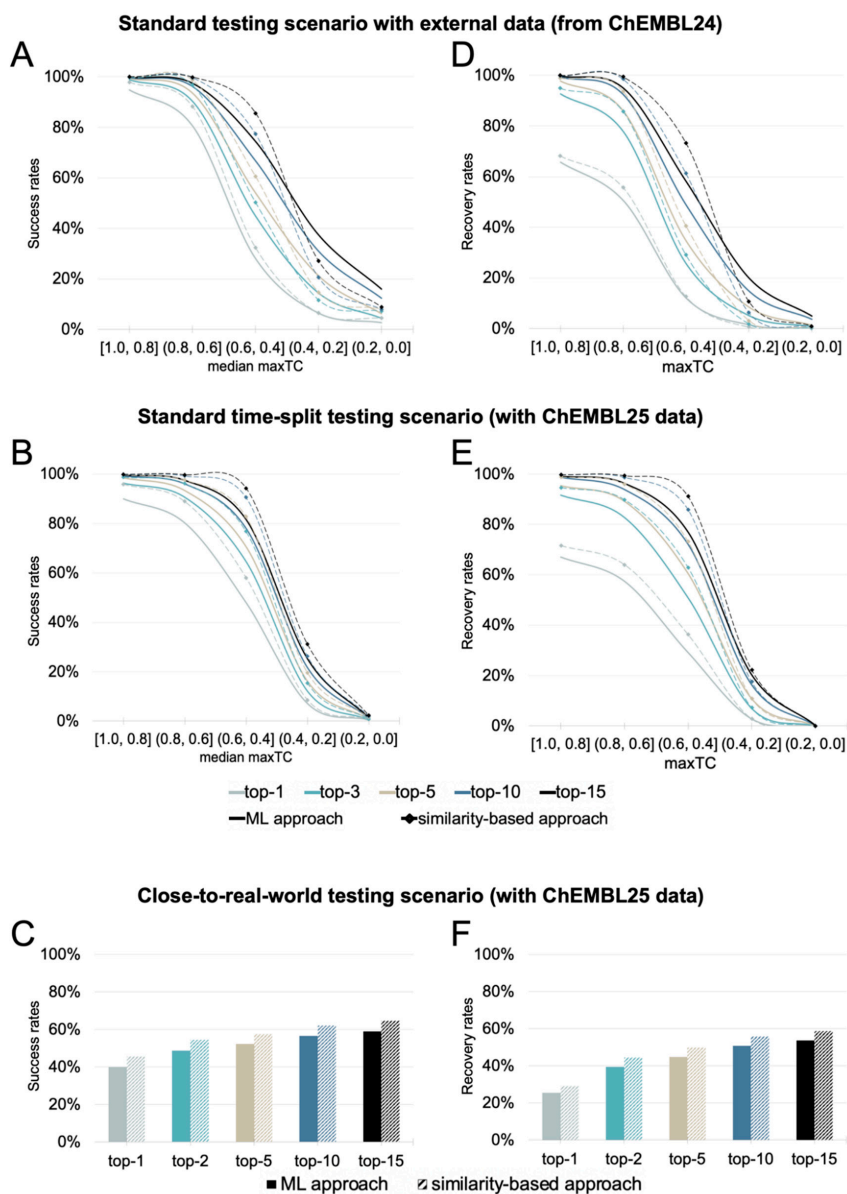 Standard testing scenario with external data (from ChEMBL24)
A
100%
80%
60%
40%
20%
0%
Success rates
[1.0, 0.8] (0.8, 0.6] (0.6, 0.4] (0.4, 0.2] (0.2, 0.0]
median maxTC
D
100%
80%
60%
40%
20%
0%
Recovery rates
[1.0, 0.8] (0.8, 0.6] (0.6, 0.4] (0.4, 0.2] (0.2, 0.0]
maxTC
Standard time-split testing scenario (with ChEMBL25 data)
B
100%
80%
60%
40%
20%
0%
Success rates
[1.0, 0.8] (0.8, 0.6] (0.6, 0.4] (0.4, 0.2] (0.2, 0.0]
median maxTC
E
100%
80%
60%
40%
20%
0%
Recovery rates
[1.0, 0.8] (0.8, 0.6] (0.6, 0.4] (0.4, 0.2] (0.2, 0.0]
maxTC
top-1 top-3 top-5 top-10 top-15
ML approach similarity-based approach
Close-to-real-world testing scenario (with ChEMBL25 data)
C
100%
80%
60%
40%
20%
0%
Success rates
top-1 top-2 top-5 top-10 top-15
F
100%
80%
60%
40%
20%
0%
Recovery rates
top-1 top-2 top-5 top-10 top-15
ML approach similarity-based approach